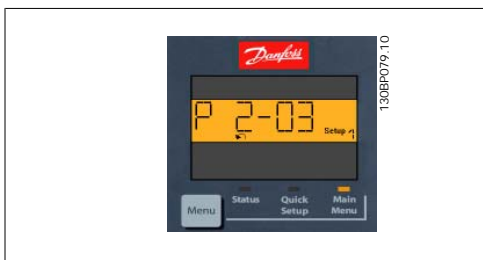 Danfoss
P 2-03
Setup 1
Menu
Status
Quick Setup
Main Menu
130BP079.10